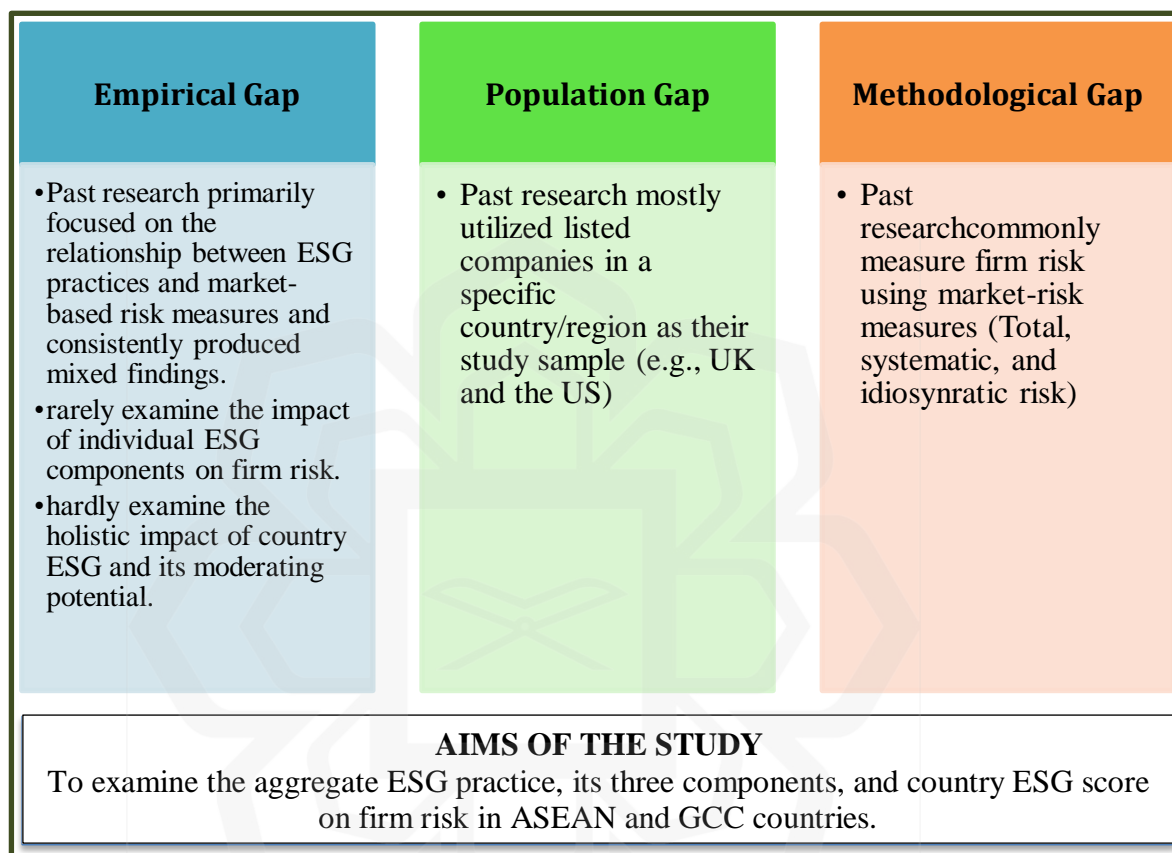 Empirical Gap
•Past research primarily
focused on the
relationship between ESG
practices and market-
based risk measures and
consistently produced
mixed findings.
•rarely examine the impact
of individual ESG
components on firm risk.
•hardly examine the
holistic impact of country
ESG and its moderating
potential.
Population Gap
• Past research mostly
utilized listed
companies in a
specific
country/region as their
study sample (e.g., UK
and the US)
Methodological Gap
• Past
researchcommonly
measure firm risk
using market-risk
measures (Total,
systematic, and
idiosynratic risk)
AIMS OF THE STUDY
To examine the aggregate ESG practice, its three components, and country ESG score
on firm risk in ASEAN and GCC countries.